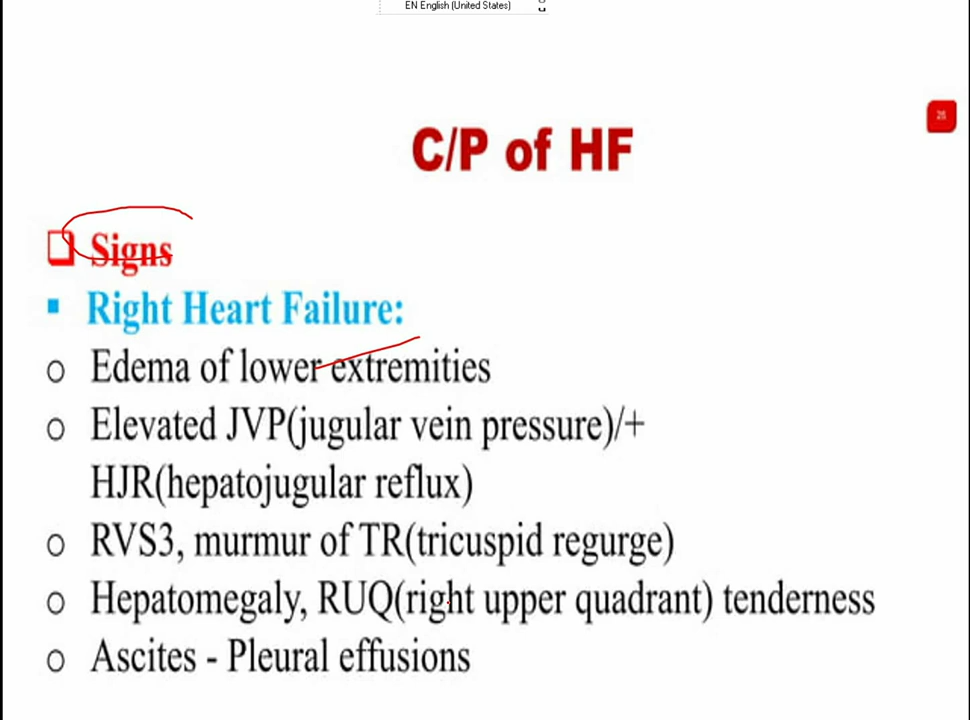 EN English (United States)
26
C/P of HF
❑ Signs
▪ Right Heart Failure:
o Edema of lower extremities
o Elevated JVP(jugular vein pressure)/+
HJR(hepatojugular reflux)
o RVS3, murmur of TR(tricuspid regurge)
o Hepatomegaly, RUQ(right upper quadrant) tenderness
o Ascites - Pleural effusions